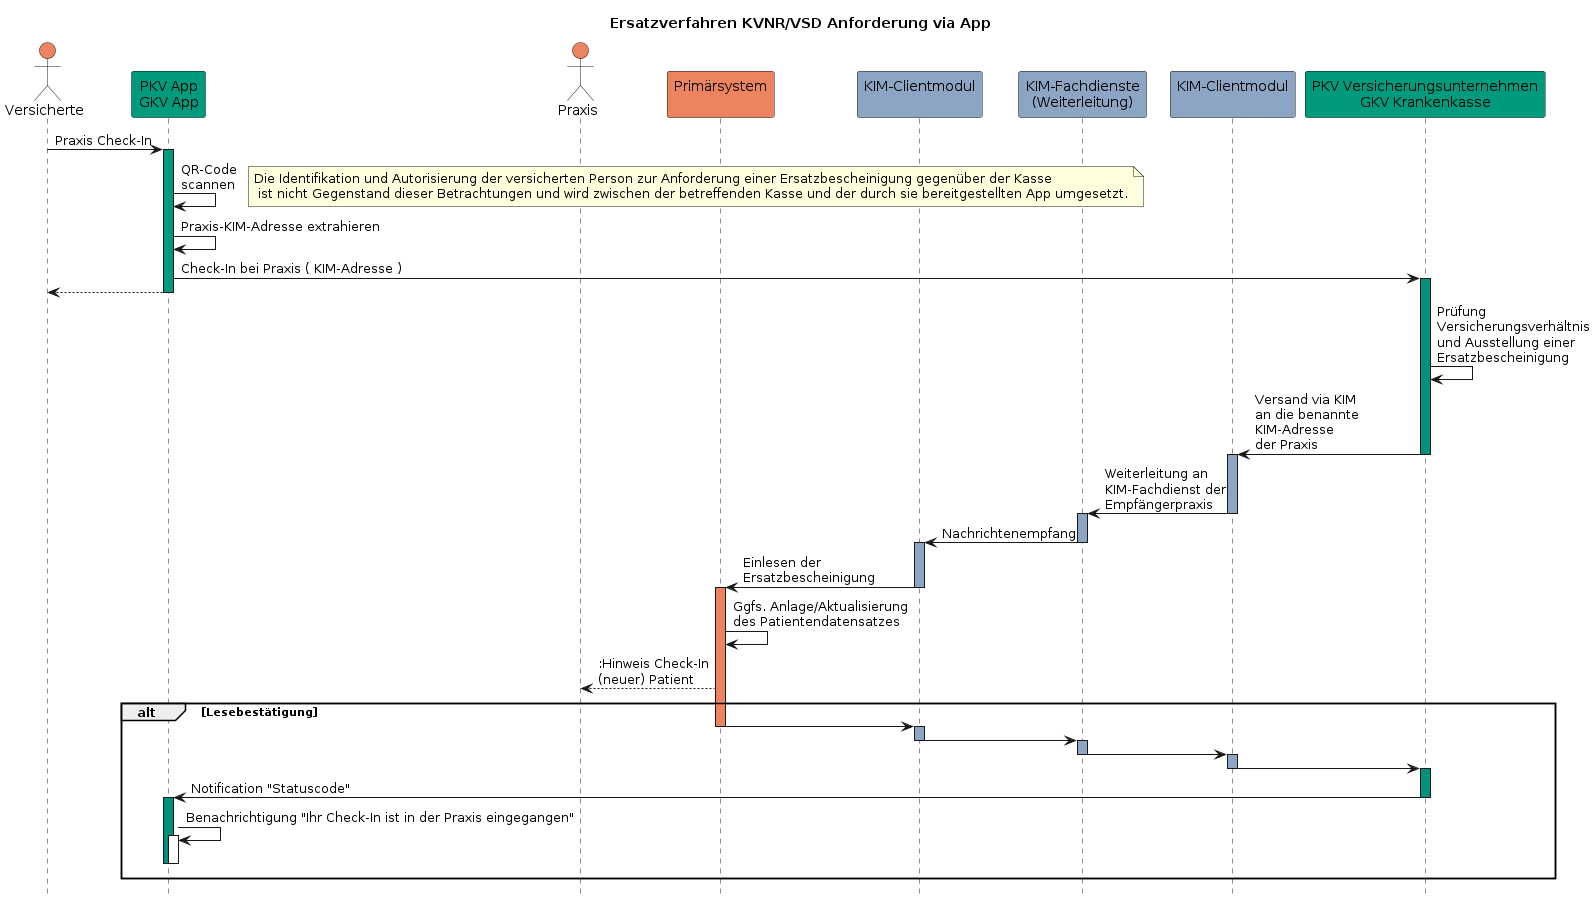 Ersatzverfahren KVNR/VSD Anforderung via App
Versicherte
PKV App
GKV App
Praxis
Primärsystem
KIM-Clientmodul
KIM-Fachdienste
(Weiterleitung)
KIM-Clientmodul
PKV Versicherungsunternehmen
GKV Krankenkasse
Praxis Check-In
QR-Code
scannen
Die Identifikation und Autorisierung der versicherten Person zur Anforderung einer Ersatzbescheinigung gegenüber der Kasse
ist nicht Gegenstand dieser Betrachtungen und wird zwischen der betreffenden Kasse und der durch sie bereitgestellten App umgesetzt.
Praxis-KIM-Adresse extrahieren
Check-In bei Praxis ( KIM-Adresse )
Prüfung
Versicherungsverhältnis
und Ausstellung einer
Ersatzbescheinigung
Versand via KIM
an die benannte
KIM-Adresse
der Praxis
Weiterleitung an
KIM-Fachdienst der
Empfängerpraxis
Nachrichtenempfang
Einlesen der
Ersatzbescheinigung
Ggfs. Anlage/Aktualisierung
des Patientendatensatzes
:Hinweis Check-In
(neuer) Patient
alt
[Lesebestätigung]
Notification "Statuscode"
Benachrichtigung "Ihr Check-In ist in der Praxis eingegangen"